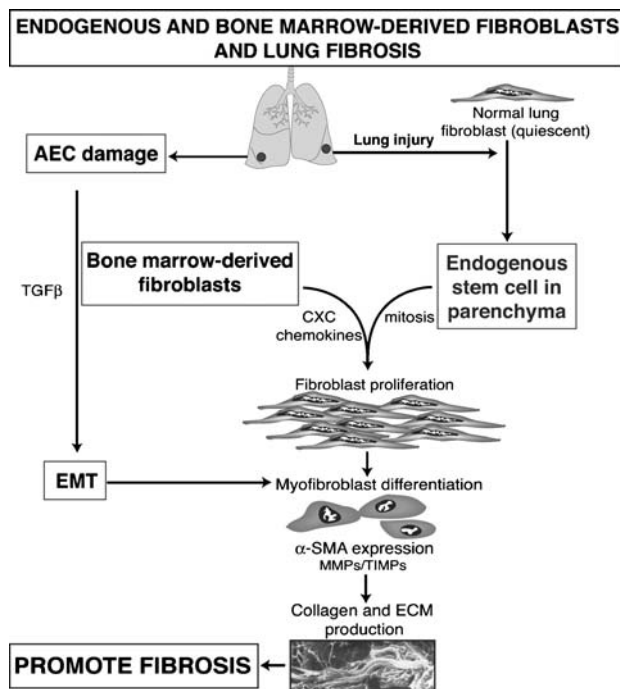 ENDOGENOUS AND BONE MARROW-DERIVED FIBROBLASTS
AND LUNG FIBROSIS
Normal lung
fibroblast (quiescent)
Lung injury
AEC damage
Bone marrow-derived
fibroblasts
Endogenous
stem cell in
parenchyma
TGFβ
CXC
chemokines
mitosis
Fibroblast proliferation
EMT
Myofibroblast differentiation
α-SMA expression
MMPs/TIMPs
Collagen and ECM
production
PROMOTE FIBROSIS